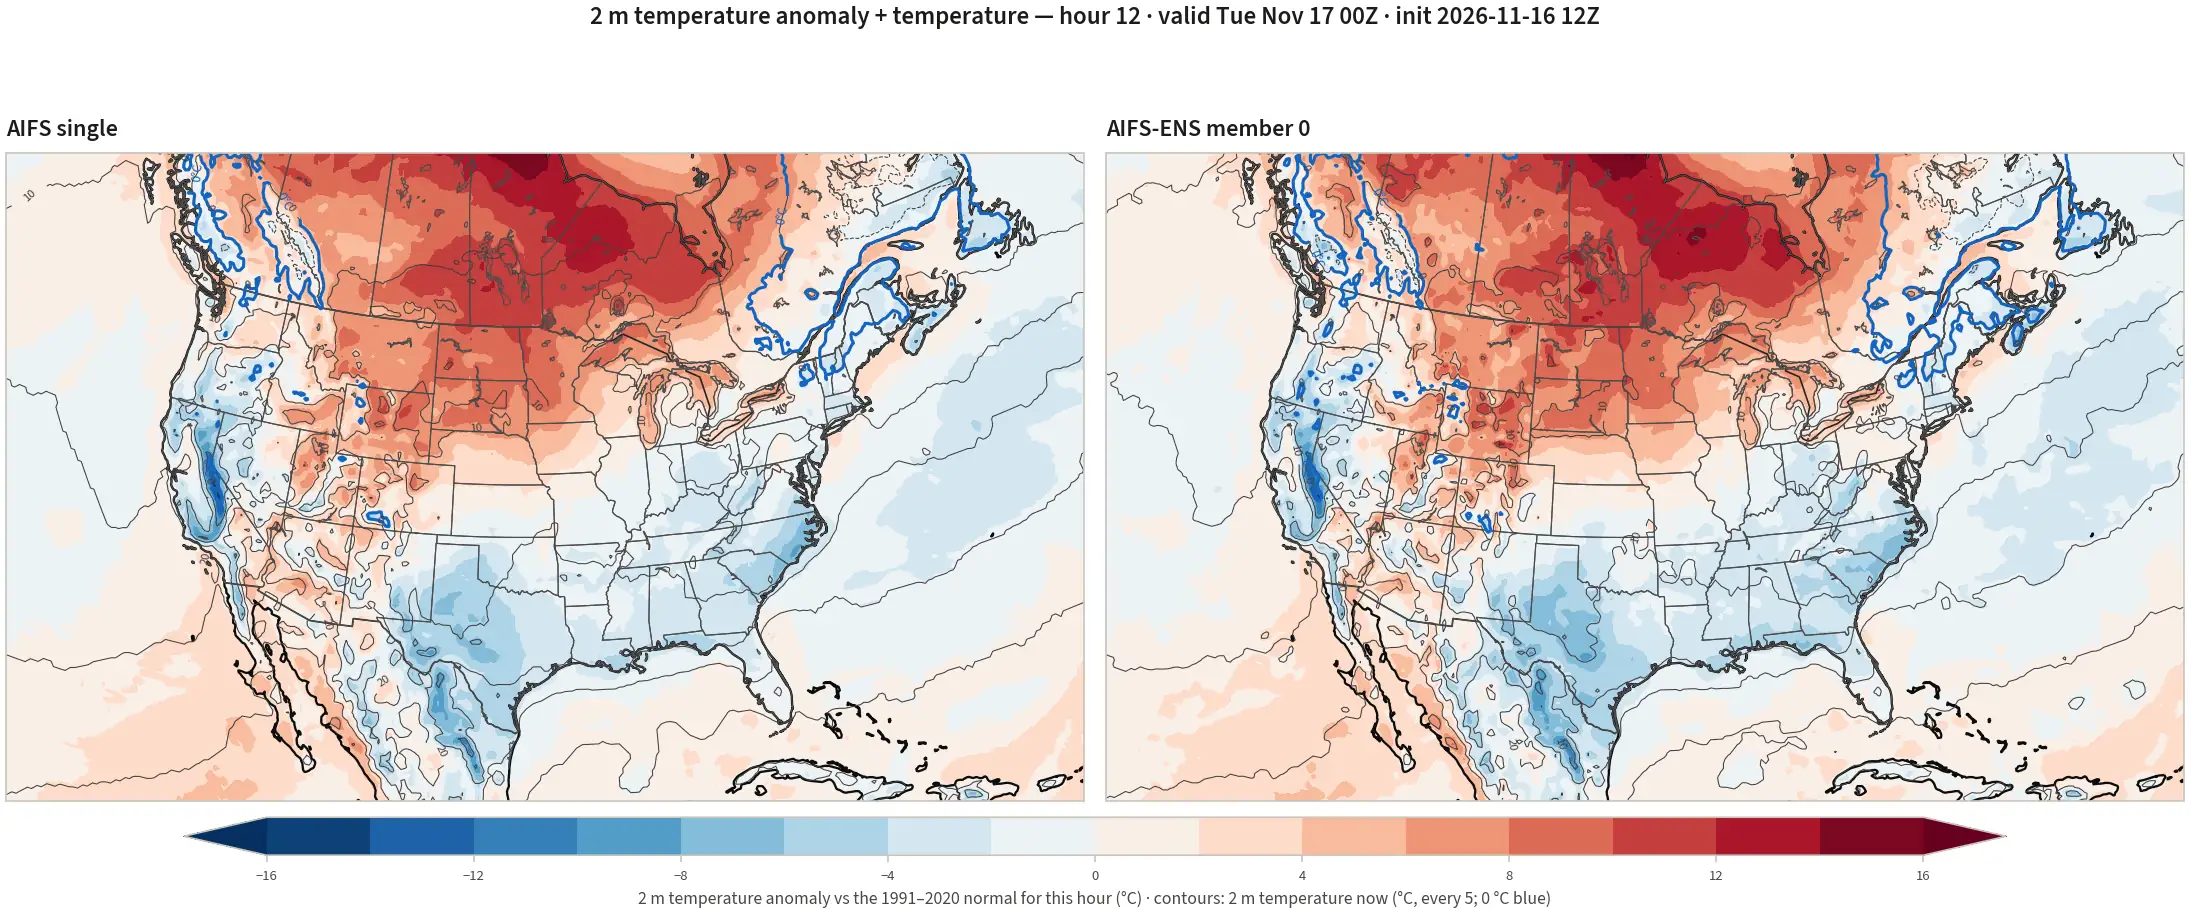 2 m temperature anomaly + temperature — hour 12 · valid Tue Nov 17 00Z · init 2026-11-16 12Z
AIFS single
AIFS-ENS member 0
10
10
10
−16 −12 −8 −4 0 4 8 12 16
2 m temperature anomaly vs the 1991–2020 normal for this hour (°C) · contours: 2 m temperature now (°C, every 5; 0 °C blue)